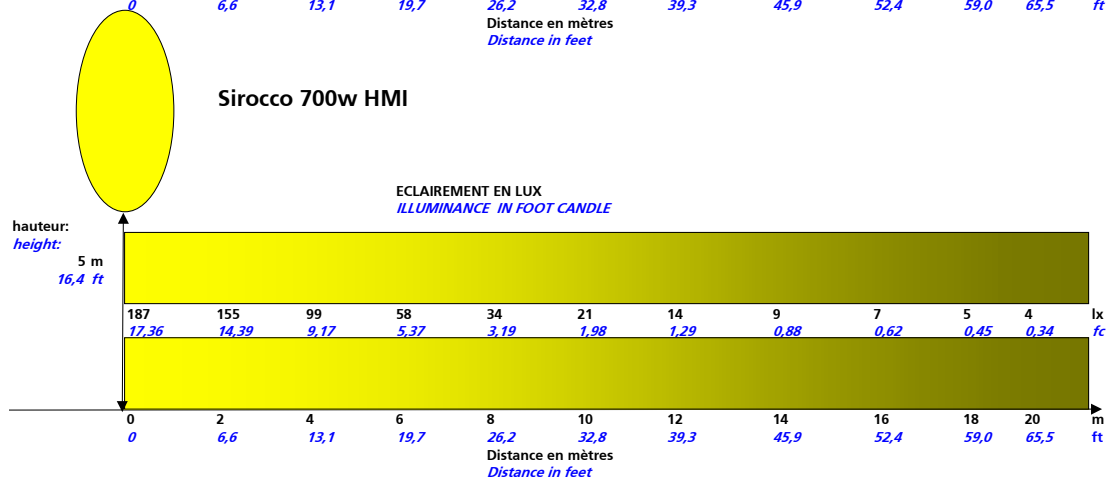 0 6,6 13,1 19,7 26,2 32,8 39,3 45,9 52,4 59,0 65,5 ft
Distance en mètres
Distance in feet
Sirocco 700w HMI
ECLAIREMENT EN LUX
ILLUMINANCE IN FOOT CANDLE
hauteur:
height:
5 m
16,4 ft
187 155 99 58 34 21 14 9 7 5 4 lx
17,36 14,39 9,17 5,37 3,19 1,98 1,29 0,88 0,62 0,45 0,34 fc
0 2 4 6 8 10 12 14 16 18 20 m
0 6,6 13,1 19,7 26,2 32,8 39,3 45,9 52,4 59,0 65,5 ft
Distance en mètres
Distance in feet